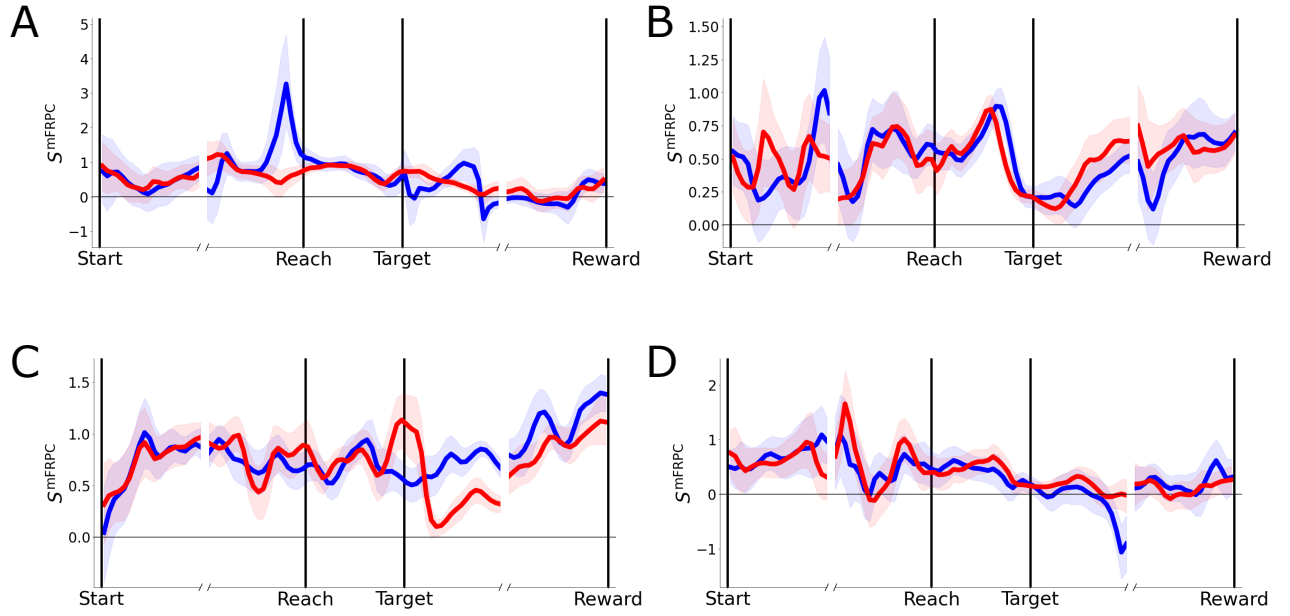 A
5
4
3
2
1
0
−1
S^mFRPC
Start
//
//
Reach
Target
//
//
Reward
B
1.50
1.25
1.00
0.75
0.50
0.25
0.00
S^mFRPC
Start
//
//
Reach
Target
//
//
Reward
C
1.5
1.0
0.5
0.0
S^mFRPC
Start
//
//
Reach
Target
//
//
Reward
D
2
1
0
−1
S^mFRPC
Start
//
//
Reach
Target
//
//
Reward